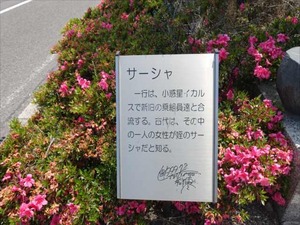 サーシャ
一行は、小惑星イカル
スで新旧の乗組員達と合
流する。古代は、その中
の一人の女性が姪のサー
シャだと知る。